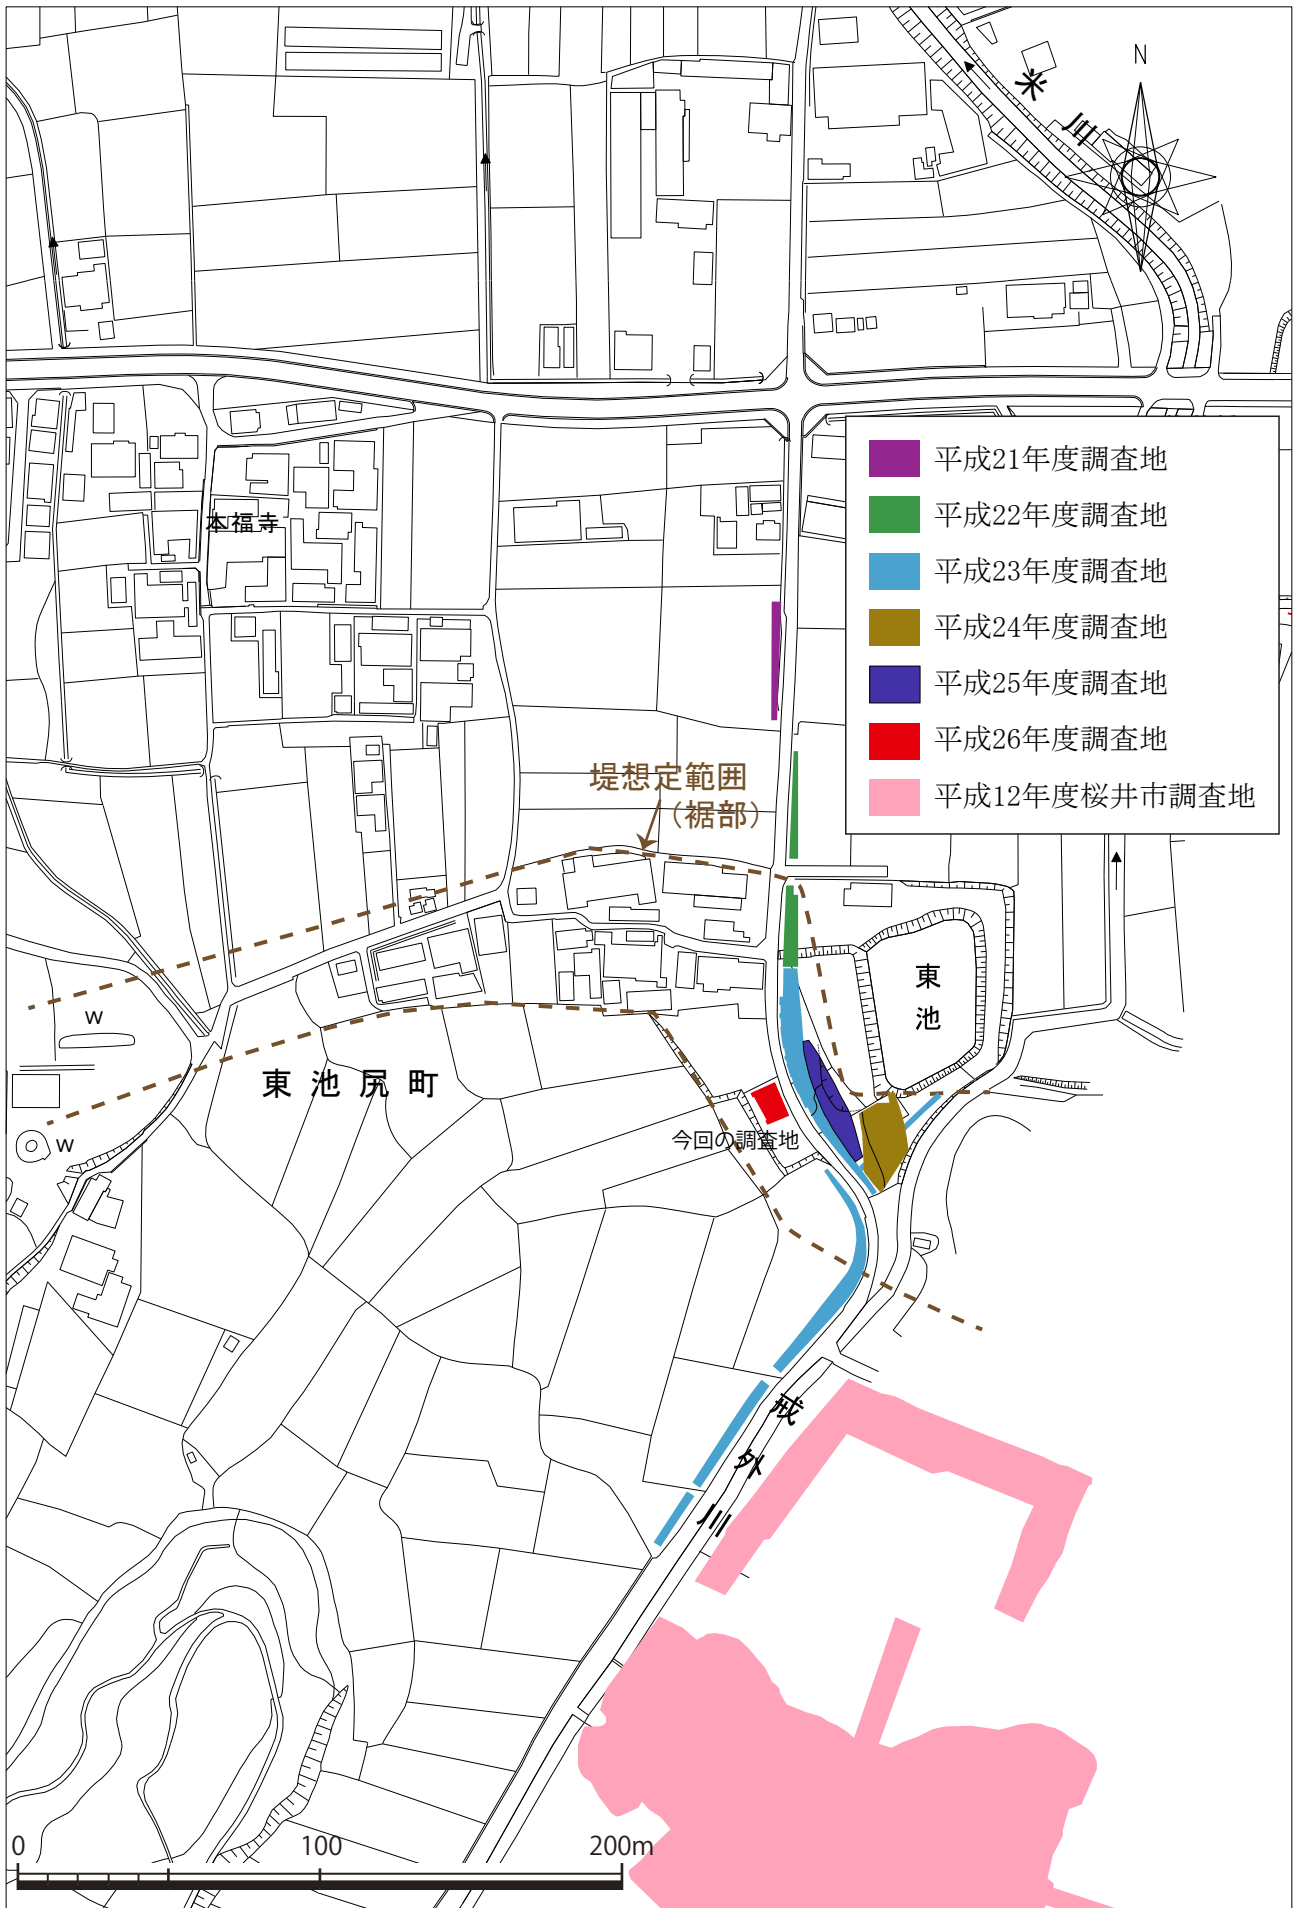 米川
N
平成21年度調査地
平成22年度調査地
平成23年度調査地
平成24年度調査地
平成25年度調査地
平成26年度調査地
平成12年度桜井市調査地
本福寺
堤想定範囲
（裾部）
東池
w
東池尻町
今回の調査地
w
戒外川
0 100 200m